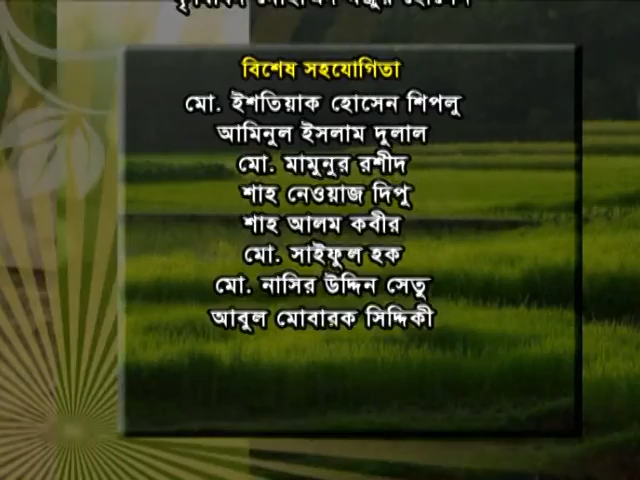 বিশেষ সহযোগিতা
মো. ইশতিয়াক হোসেন শিপলু
আমিনুল ইসলাম দুলাল
মো. মামুনুর রশীদ
শাহ নেওয়াজ দিপু
শাহ আলম কবীর
মো. সাইফুল হক
মো. নাসির উদ্দিন সেতু
আবুল মোবারক সিদ্দিকী